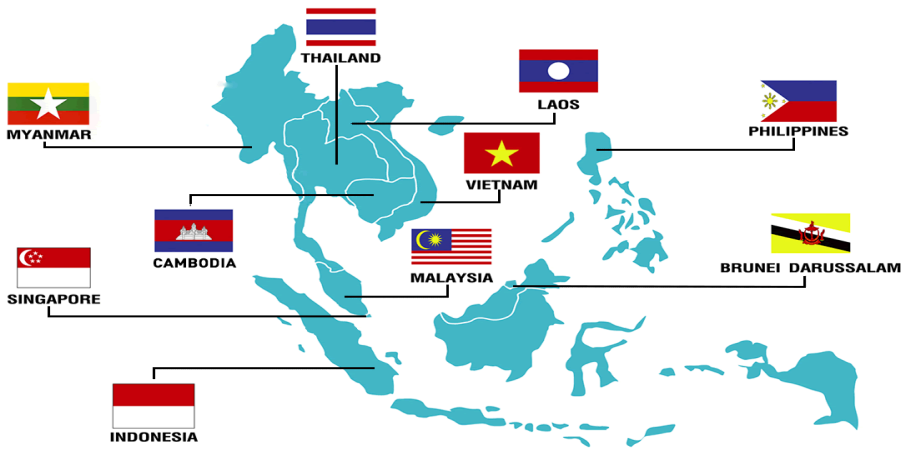 THAILAND
LAOS
MYANMAR
PHILIPPINES
VIETNAM
CAMBODIA
MALAYSIA
BRUNEI DARUSSALAM
SINGAPORE
INDONESIA